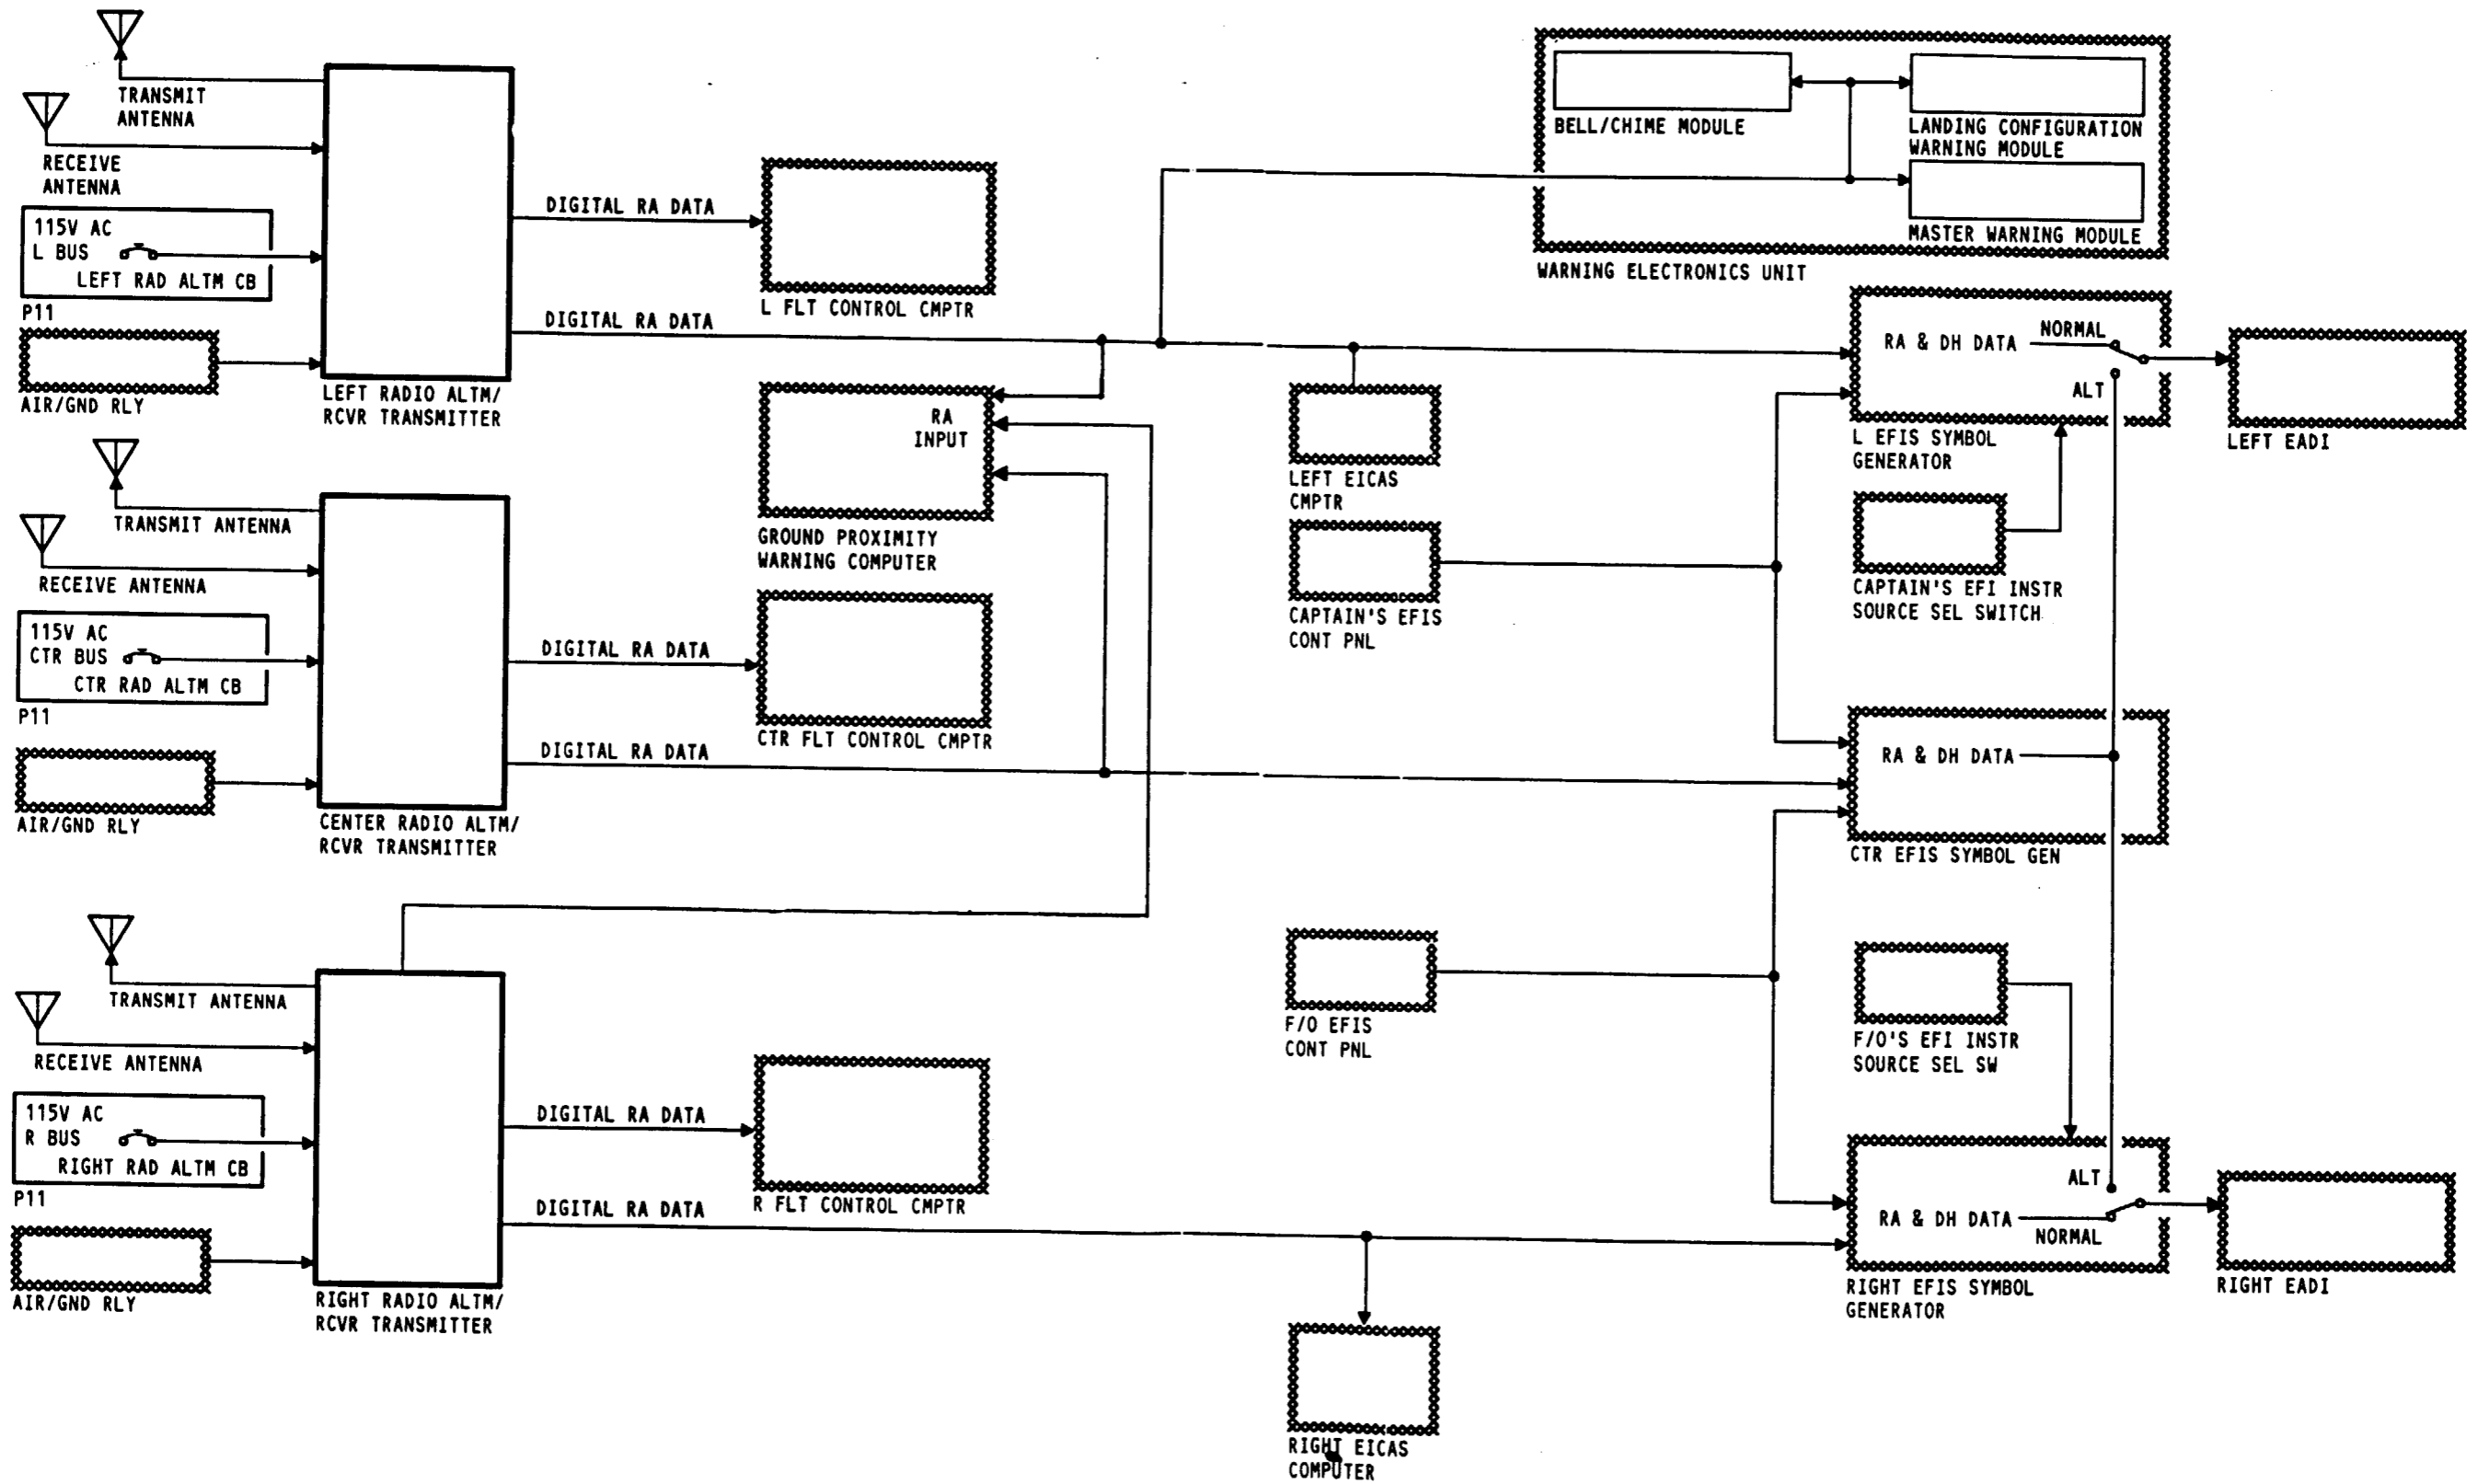 TRANSMIT
ANTENNA
RECEIVE
ANTENNA
115V AC
L BUS
LEFT RAD ALTM CB
P11
AIR/GND RLY
LEFT RADIO ALTM/
RCVR TRANSMITTER
DIGITAL RA DATA
L FLT CONTROL CMPTR
DIGITAL RA DATA
BELL/CHIME MODULE
LANDING CONFIGURATION
WARNING MODULE
MASTER WARNING MODULE
WARNING ELECTRONICS UNIT
RA & DH DATA
NORMAL
ALT
L EFIS SYMBOL
GENERATOR
LEFT EADI
RA
INPUT
GROUND PROXIMITY
WARNING COMPUTER
LEFT EICAS
CMPTR
CAPTAIN'S EFIS
CONT PNL
CAPTAIN'S EFI INSTR
SOURCE SEL SWITCH
TRANSMIT ANTENNA
RECEIVE ANTENNA
115V AC
CTR BUS
CTR RAD ALTM CB
P11
AIR/GND RLY
CENTER RADIO ALTM/
RCVR TRANSMITTER
DIGITAL RA DATA
CTR FLT CONTROL CMPTR
DIGITAL RA DATA
RA & DH DATA
CTR EFIS SYMBOL GEN
TRANSMIT ANTENNA
RECEIVE ANTENNA
115V AC
R BUS
RIGHT RAD ALTM CB
P11
AIR/GND RLY
RIGHT RADIO ALTM/
RCVR TRANSMITTER
DIGITAL RA DATA
R FLT CONTROL CMPTR
DIGITAL RA DATA
F/O EFIS
CONT PNL
F/O'S EFI INSTR
SOURCE SEL SW
ALT
RA & DH DATA
NORMAL
RIGHT EFIS SYMBOL
GENERATOR
RIGHT EADI
RIGHT EICAS
COMPUTER